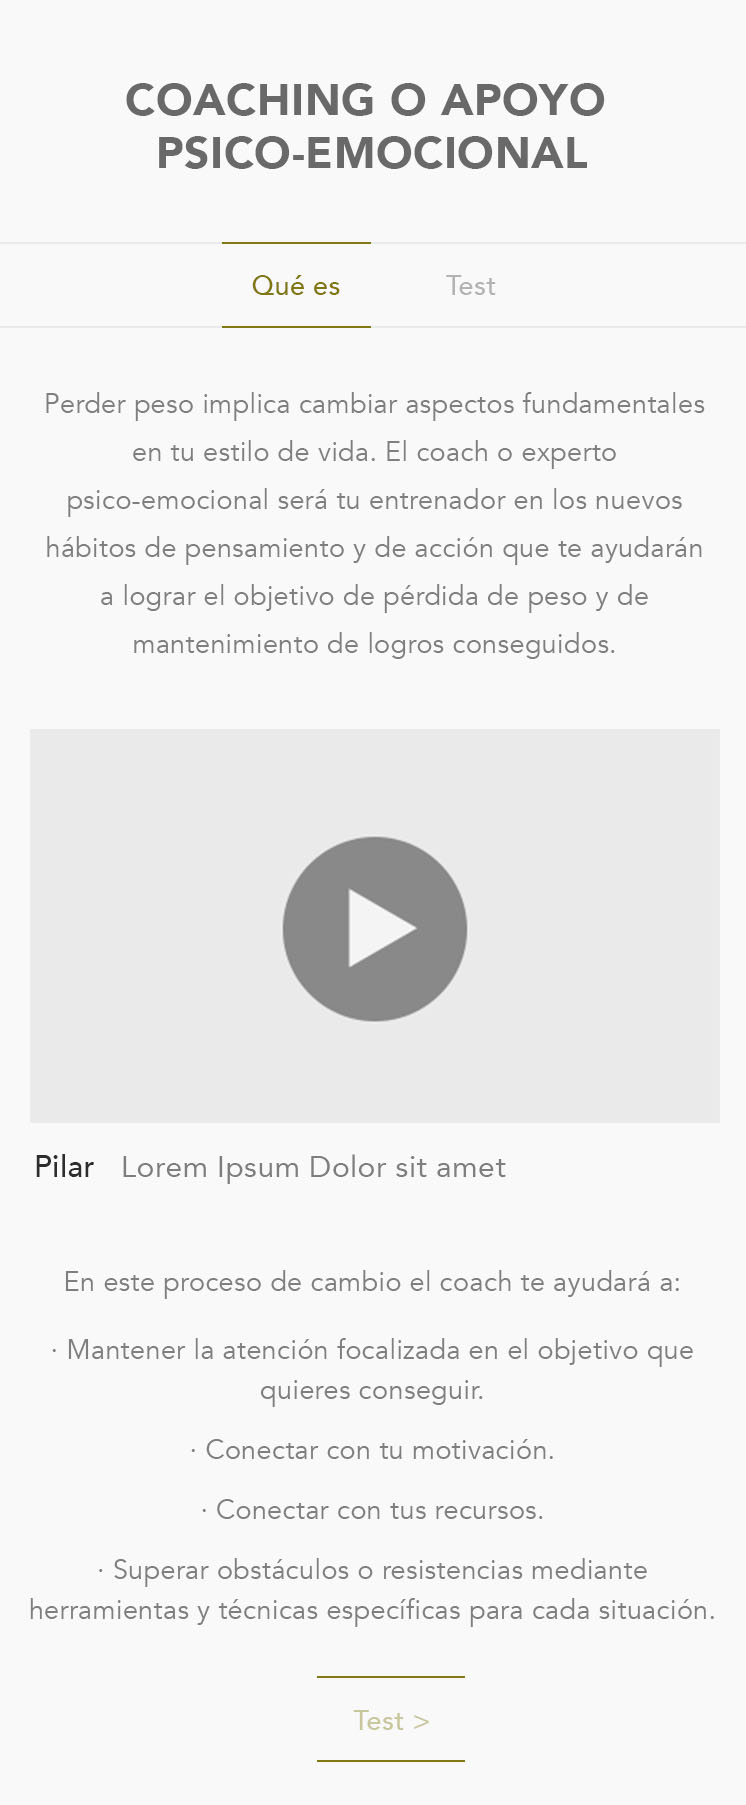 COACHING O APOYO
PSICO-EMOCIONAL
Qué es
Test
Perder peso implica cambiar aspectos fundamentales
en tu estilo de vida. El coach o experto
psico-emocional será tu entrenador en los nuevos
hábitos de pensamiento y de acción que te ayudarán
a lograr el objetivo de pérdida de peso y de
mantenimiento de logros conseguidos.
Pilar Lorem Ipsum Dolor sit amet
En este proceso de cambio el coach te ayudará a:
· Mantener la atención focalizada en el objetivo que
quieres conseguir.
· Conectar con tu motivación.
· Conectar con tus recursos.
· Superar obstáculos o resistencias mediante
herramientas y técnicas específicas para cada situación.
Test >